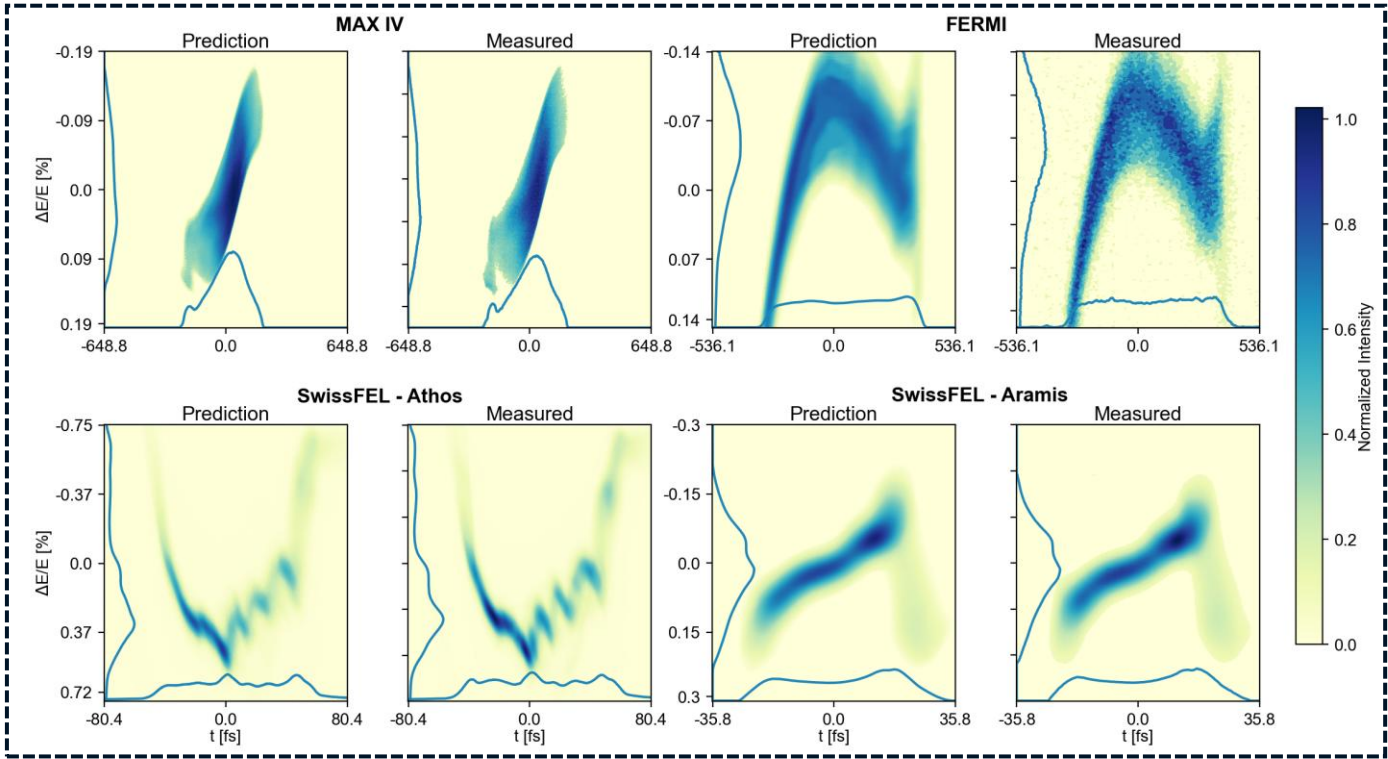 MAX IV
FERMI
Prediction
Measured
Prediction
Measured
-0.19
-0.09
0.0
0.09
0.19
ΔE/E [%]
-648.8
0.0
648.8
-648.8
0.0
648.8
-0.14
-0.07
0.0
0.07
0.14
-536.1
0.0
536.1
-536.1
0.0
536.1
SwissFEL - Athos
SwissFEL - Aramis
Prediction
Measured
Prediction
Measured
-0.75
-0.37
0.0
0.37
0.72
ΔE/E [%]
-80.4
0.0
80.4
t [fs]
-80.4
0.0
80.4
t [fs]
-0.3
-0.15
0.0
0.15
0.3
-35.8
0.0
35.8
t [fs]
-35.8
0.0
35.8
t [fs]
1.0
0.8
0.6
0.4
0.2
0.0
Normalized Intensity